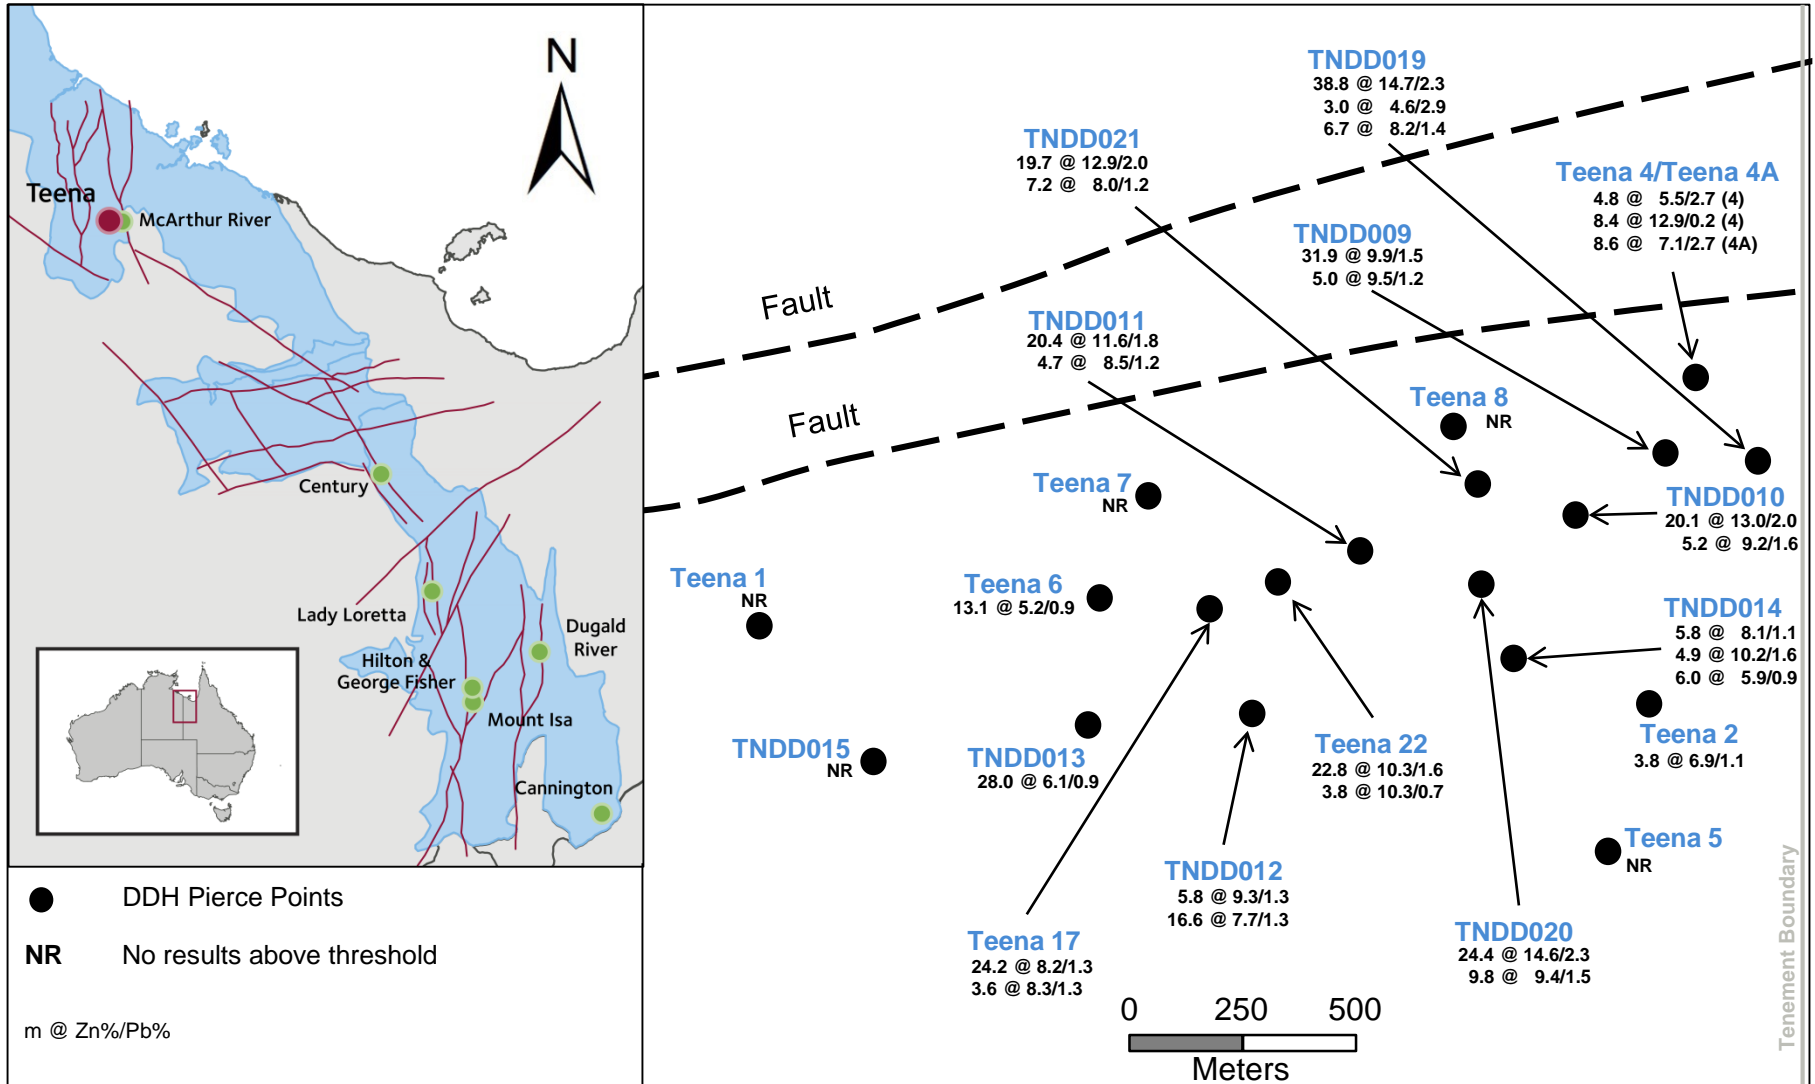 N
Teena
McArthur River
Century
Lady Loretta
Dugald
River
Hilton &
George Fisher
Mount Isa
Cannington
DDH Pierce Points
NR No results above threshold
m @ Zn%/Pb%
TNDD019
38.8 @ 14.7/2.3
3.0 @ 4.6/2.9
6.7 @ 8.2/1.4
TNDD021
19.7 @ 12.9/2.0
7.2 @ 8.0/1.2
Teena 4/Teena 4A
4.8 @ 5.5/2.7 (4)
8.4 @ 12.9/0.2 (4)
8.6 @ 7.1/2.7 (4A)
TNDD009
31.9 @ 9.9/1.5
5.0 @ 9.5/1.2
Fault
TNDD011
20.4 @ 11.6/1.8
4.7 @ 8.5/1.2
Fault
Teena 8
NR
Teena 7
NR
TNDD010
20.1 @ 13.0/2.0
5.2 @ 9.2/1.6
Teena 1
NR
Teena 6
13.1 @ 5.2/0.9
TNDD014
5.8 @ 8.1/1.1
4.9 @ 10.2/1.6
6.0 @ 5.9/0.9
TNDD015
NR
TNDD013
28.0 @ 6.1/0.9
Teena 22
22.8 @ 10.3/1.6
3.8 @ 10.3/0.7
Teena 2
3.8 @ 6.9/1.1
Teena 5
NR
TNDD012
5.8 @ 9.3/1.3
16.6 @ 7.7/1.3
Teena 17
24.2 @ 8.2/1.3
3.6 @ 8.3/1.3
TNDD020
24.4 @ 14.6/2.3
9.8 @ 9.4/1.5
0 250 500
Meters
Tenement Boundary